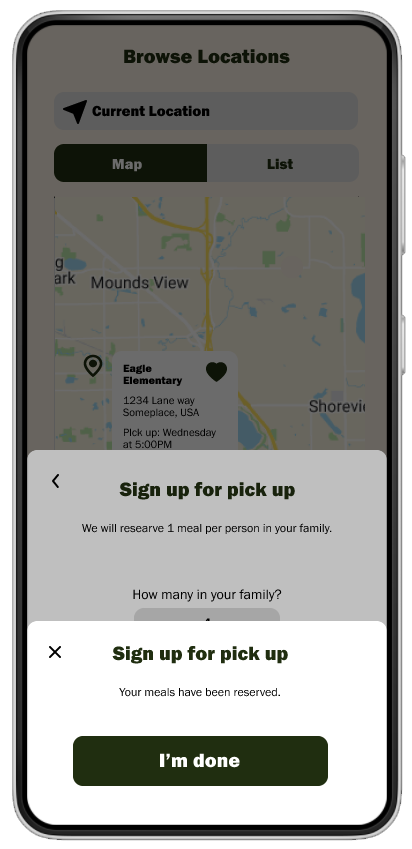 Browse Locations
Current Location
Map
List
g
ark
Mounds View
Eagle
Elementary
1234 Lane way
Someplace, USA
Pick up: Wednesday
at 5:00PM
Shorevi
Sign up for pick up
We will researve 1 meal per person in your family.
How many in your family?
Sign up for pick up
Your meals have been reserved.
I'm done